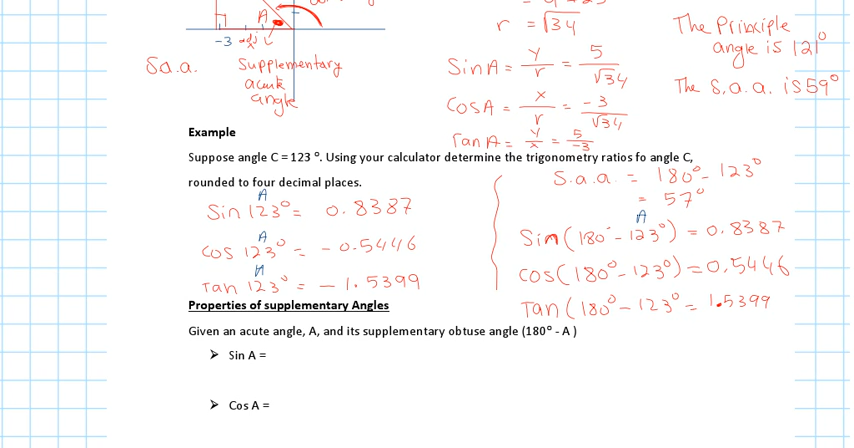 A
-3 adj
r = √34
The Prinxiple
angle is 121°
Sa.a. Supplementary
acute
angle
Sin A = y/r = 5/√34
The S.a.a. is 59°
Cos A = x/r = -3/√34
Tan A = y/x = 5/-3
Example
Suppose angle C = 123 °. Using your calculator determine the trigonometry ratios fo angle C,
rounded to four decimal places.
A
Sin 123° = 0.8387
A
cos 123° = - 0.5446
A
Tan 123° = - 1.5399
S.a.a. = 180° - 123°
= 57°
A
Sin (180° - 123°) = 0.8387
cos(180° - 123°) = 0.5446
Tan (180° - 123° = 1.5399
Properties of supplementary Angles
Given an acute angle, A, and its supplementary obtuse angle (180° - A )
➢ Sin A =
➢ Cos A =